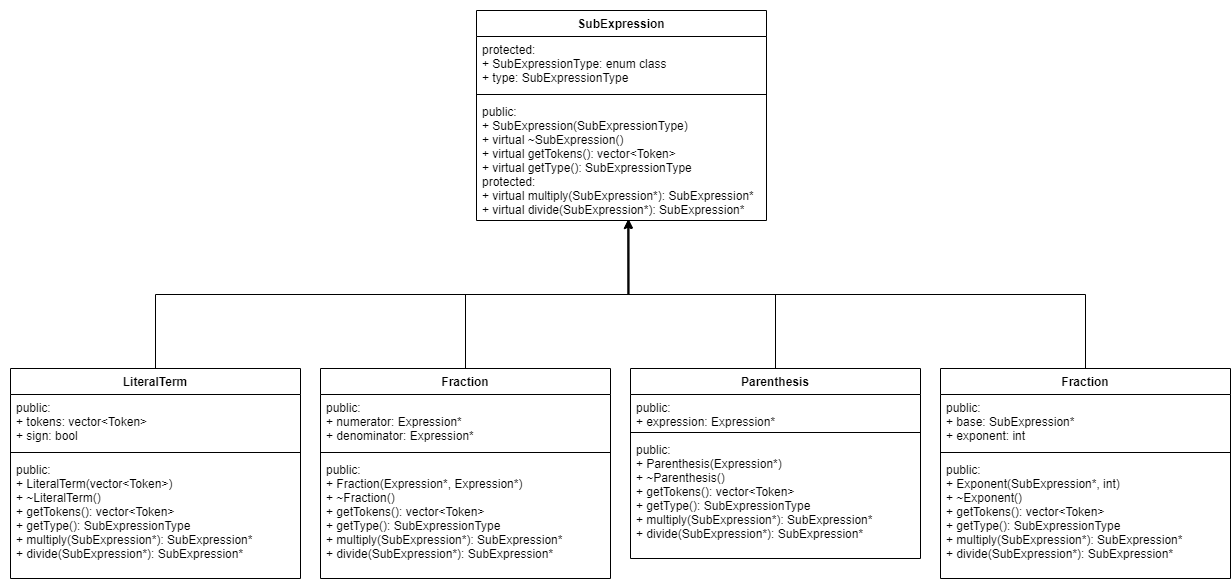 SubExpression
protected:
+ SubExpressionType: enum class
+ type: SubExpressionType
public:
+ SubExpression(SubExpressionType)
+ virtual ~SubExpression()
+ virtual getTokens(): vector<Token>
+ virtual getType(): SubExpressionType
protected:
+ virtual multiply(SubExpression*): SubExpression*
+ virtual divide(SubExpression*): SubExpression*
LiteralTerm
public:
+ tokens: vector<Token>
+ sign: bool
public:
+ LiteralTerm(vector<Token>)
+ ~LiteralTerm()
+ getTokens(): vector<Token>
+ getType(): SubExpressionType
+ multiply(SubExpression*): SubExpression*
+ divide(SubExpression*): SubExpression*
Fraction
public:
+ numerator: Expression*
+ denominator: Expression*
public:
+ Fraction(Expression*, Expression*)
+ ~Fraction()
+ getTokens(): vector<Token>
+ getType(): SubExpressionType
+ multiply(SubExpression*): SubExpression*
+ divide(SubExpression*): SubExpression*
Parenthesis
public:
+ expression: Expression*
public:
+ Parenthesis(Expression*)
+ ~Parenthesis()
+ getTokens(): vector<Token>
+ getType(): SubExpressionType
+ multiply(SubExpression*): SubExpression*
+ divide(SubExpression*): SubExpression*
Fraction
public:
+ base: SubExpression*
+ exponent: int
public:
+ Exponent(SubExpression*, int)
+ ~Exponent()
+ getTokens(): vector<Token>
+ getType(): SubExpressionType
+ multiply(SubExpression*): SubExpression*
+ divide(SubExpression*): SubExpression*